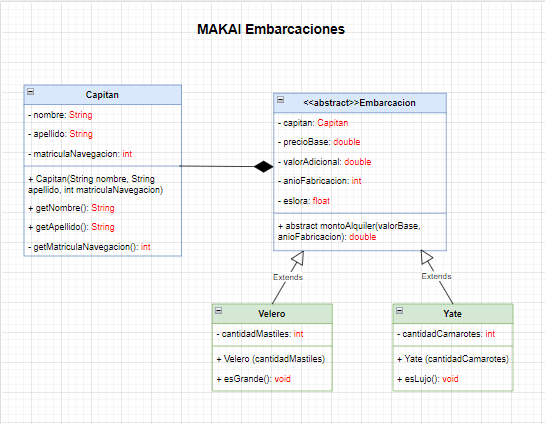 MAKAI Embarcaciones
Capitan
- nombre: String
- apellido: String
- matriculaNavegacion: int
+ Capitan(String nombre, String
apellido, int matriculaNavegacion)
+ getNombre(): String
+ getApellido(): String
- getMatriculaNavegacion(): int
<<abstract>>Embarcacion
- capitan: Capitan
- precioBase: double
- valorAdicional: double
- anioFabricacion: int
- eslora: float
+ abstract montoAlquiler(valorBase,
anioFabricacion): double
Extends
Extends
Velero
- cantidadMastiles: int
+ Velero (cantidadMastiles)
+ esGrande(): void
Yate
- cantidadCamarotes: int
+ Yate (cantidadCamarotes)
+ esLujo(): void